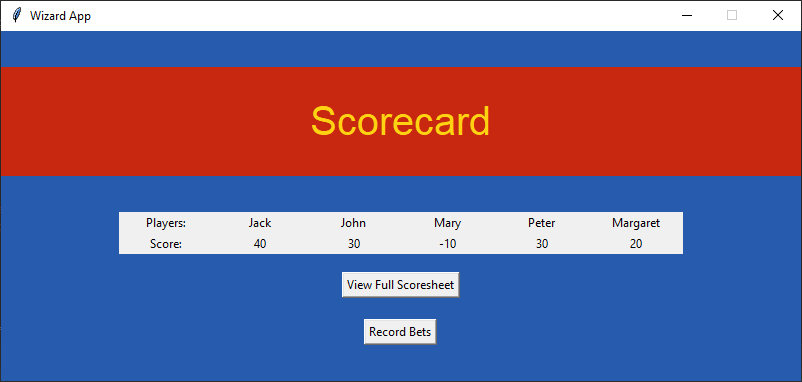 Wizard App
Scorecard
Players: Jack John Mary Peter Margaret
Score: 40 30 -10 30 20
View Full Scoresheet
Record Bets